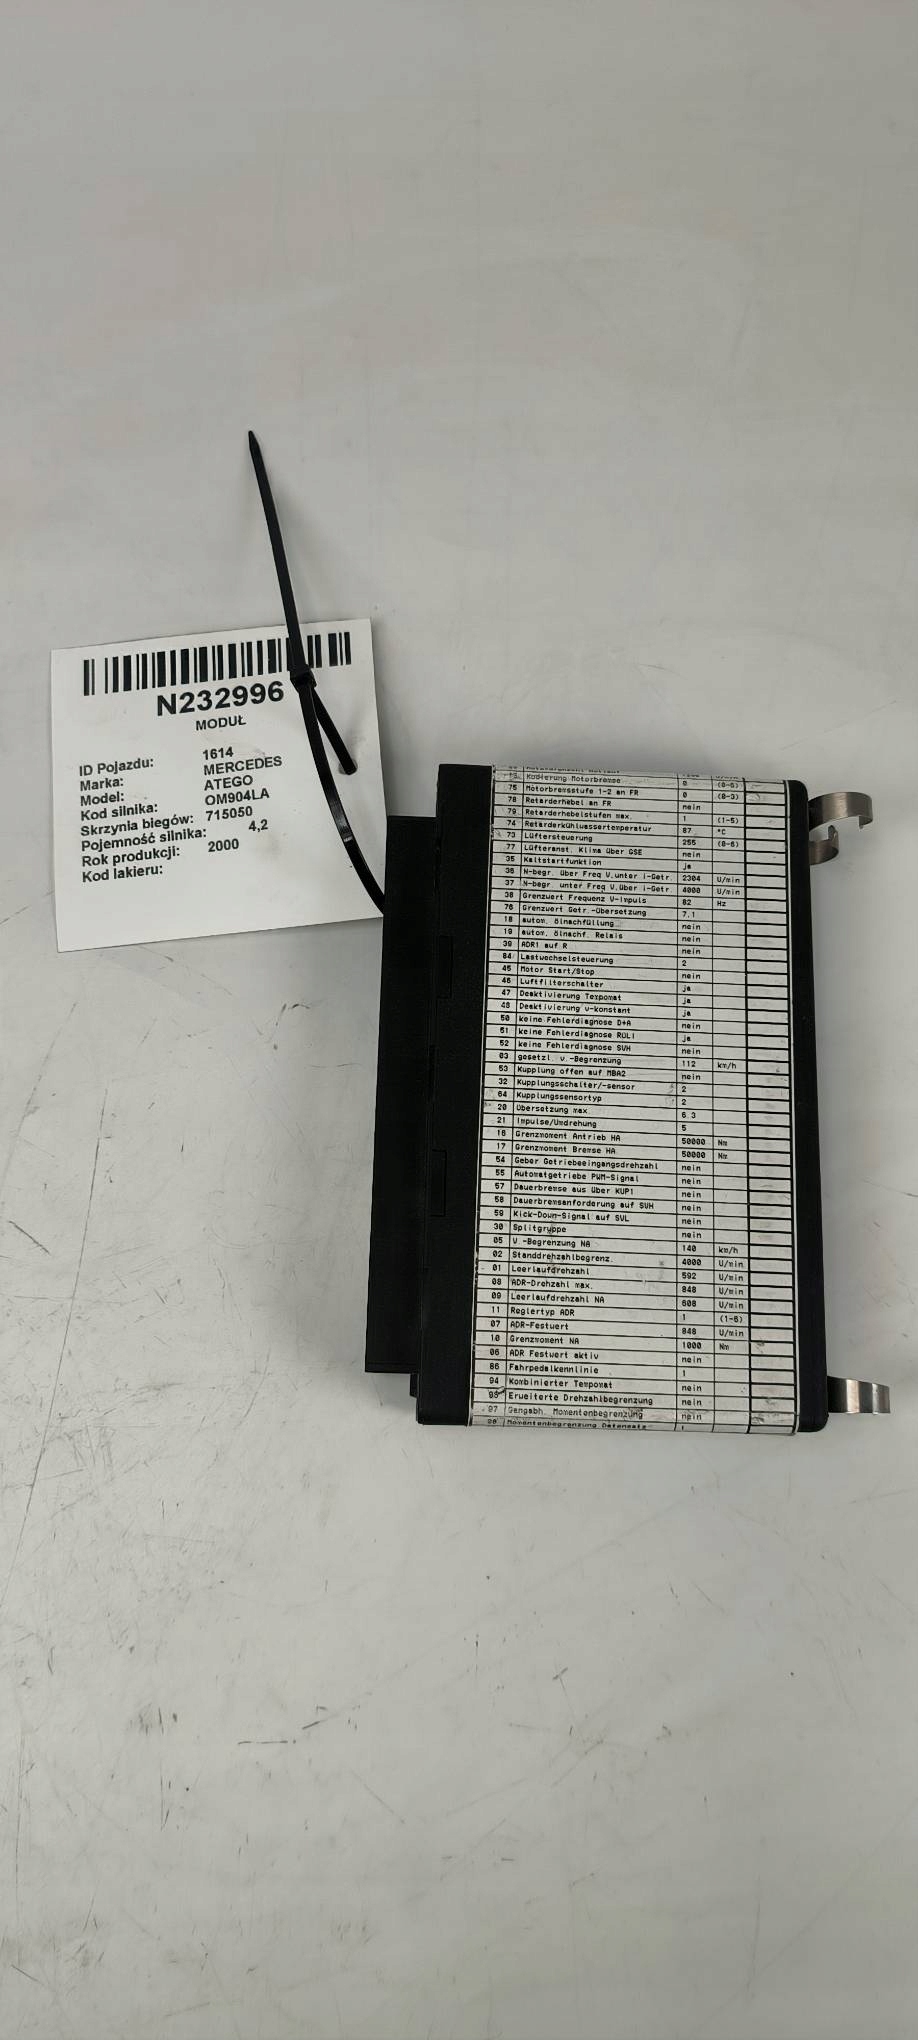 N232996
MODUŁ
ID Pojazdu: 1614
Marka: MERCEDES
Model: ATEGO
Kod silnika: OM904LA
Skrzynia biegów: 715050
Pojemność silnika: 4,2
Rok produkcji: 2000
Kod lakieru:
Kodierung Motorbremse 0 (0-6)
75 Motorbremsstufe 1-2 an FR 0 (0-3)
78 Retarderhebel an FR nein
79 Retarderhebelstufen max. 1 (1-5)
74 Retarderkühlwassertemperatur 87 °C
73 Lüftersteuerung 255 (0-6)
77 Lüfteranst. Klima über GSE nein
35 Kaltstartfunktion ja
36 N-begr. über Freq V.unter i-Getr. 2304 U/min
37 N-begr. unter Freq V.über i-Getr. 4000 U/min
38 Grenzwert Frequenz V-Impuls 82 Hz
76 Grenzwert Getr.-Übersetzung 7.1
18 autom. Ölnachfüllung nein
19 autom. Ölnachf. Relais nein
39 ADR1 auf R nein
84 Lastwechselsteuerung 2
45 Motor Start/Stop nein
46 Luftfilterschalter ja
47 Deaktivierung Tempomat ja
48 Deaktivierung v-konstant ja
50 keine Fehlerdiagnose D+A nein
51 keine Fehlerdiagnose ROLI ja
52 keine Fehlerdiagnose SVH nein
03 gesetzl. v.-Begrenzung 112 km/h
53 Kupplung offen auf MBA2 nein
32 Kupplungsschalter/-sensor 2
64 Kupplungssensortyp 2
20 Übersetzung max. 6.3
21 Impulse/Umdrehung 5
16 Grenzmoment Antrieb HA 50000 Nm
17 Grenzmoment Bremse HA 50000 Nm
54 Geber Getriebeeingangsdrehzahl nein
55 Automatgetriebe PWM-Signal nein
57 Dauerbremse aus über KUP1 nein
58 Dauerbremsanforderung auf SVH nein
59 Kick-Down-Signal auf SVL nein
30 Splitgruppe nein
05 V.-Begrenzung NA 140 km/h
02 Standdrehzahlbegrenz. 4000 U/min
01 Leerlaufdrehzahl 592 U/min
08 ADR-Drehzahl max. 848 U/min
09 Leerlaufdrehzahl NA 608 U/min
11 Reglertyp ADR 1 (1-6)
07 ADR-Festwert 848 U/min
10 Grenzmoment NA 1000 Nm
06 ADR Festwert aktiv nein
86 Fahrpedalkennlinie 1
94 Kombinierter Tempomat nein
95 Erweiterte Drehzahlbegrenzung nein
97 Gangabh. Momentenbegrenzung nein
98 Momentenbegrenzung Datensatz 1